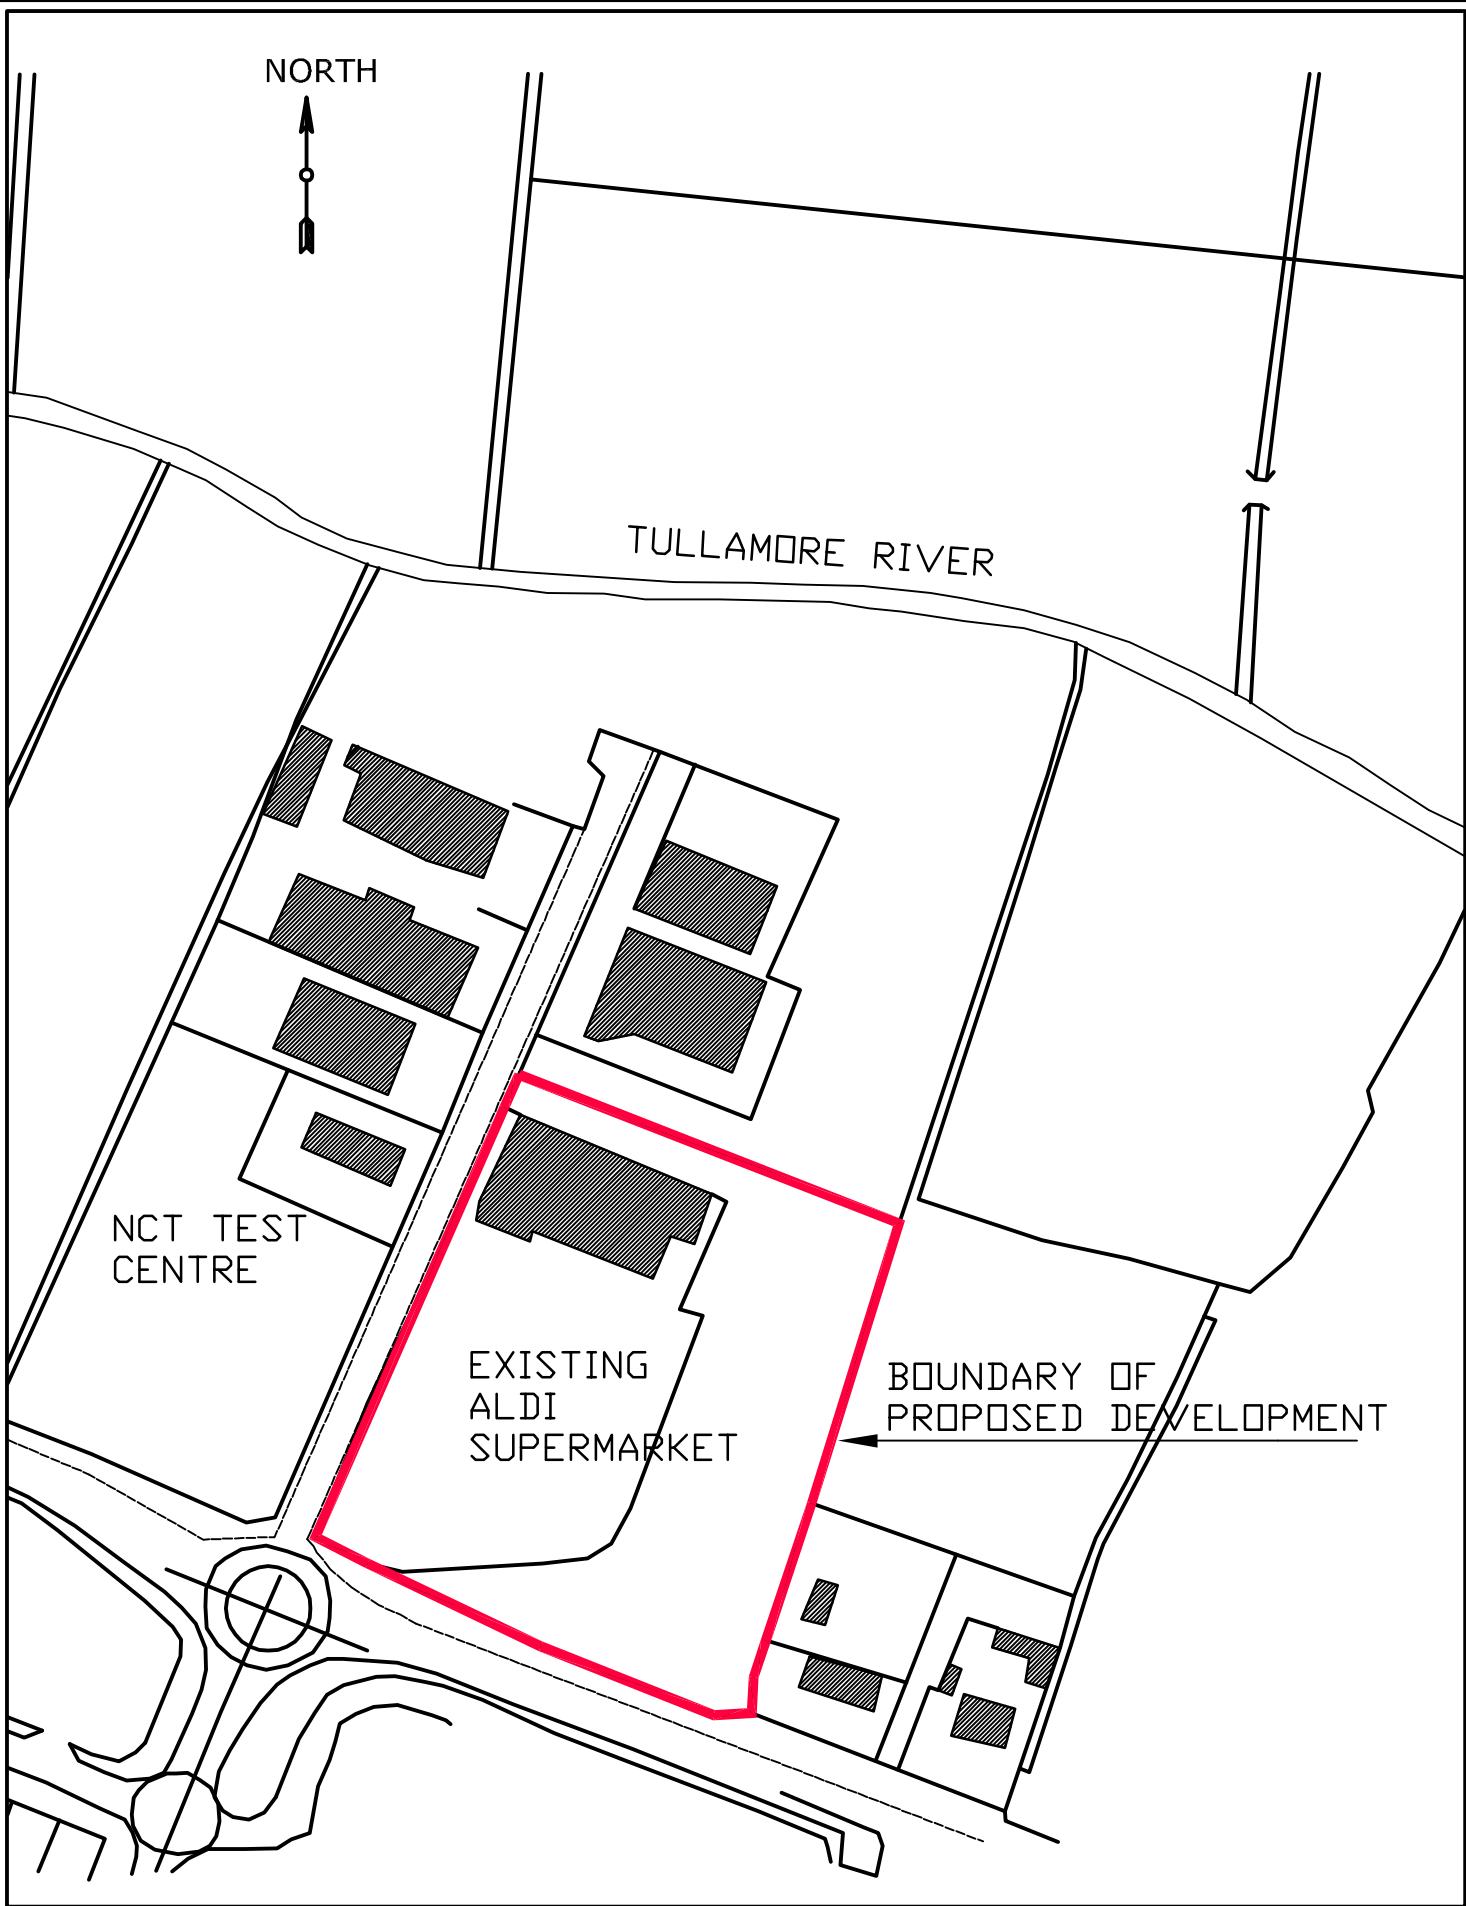 NORTH
TULLAMORE RIVER
NCT TEST
CENTRE
EXISTING
ALDI
SUPERMARKET
BOUNDARY OF
PROPOSED DEVELOPMENT